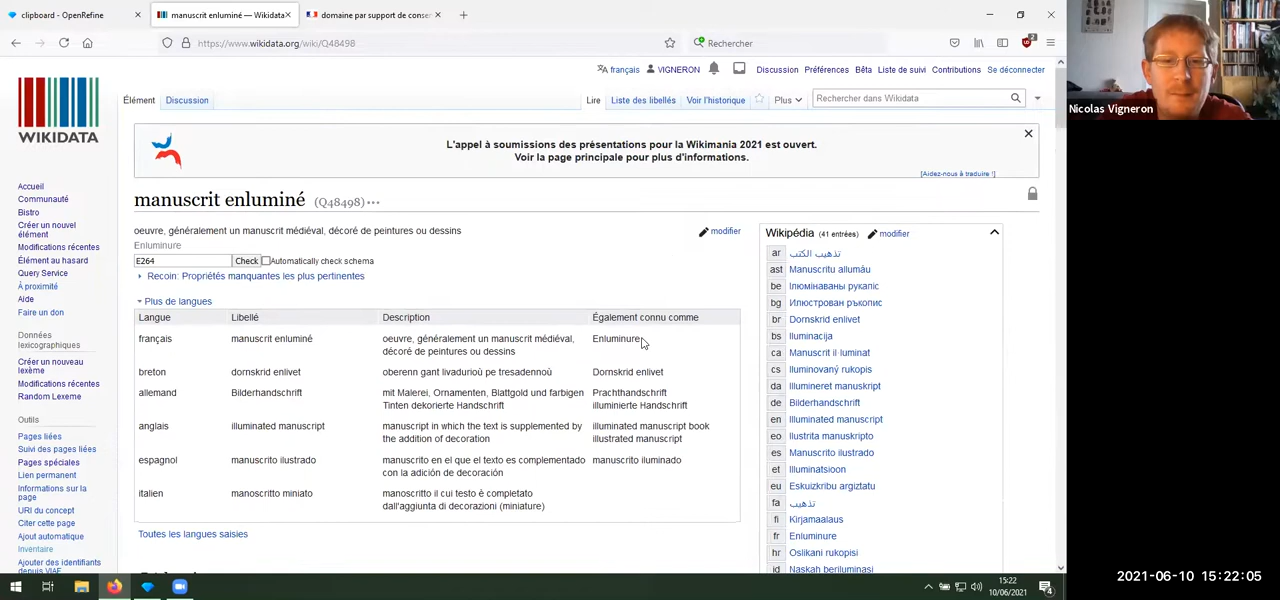 clipboard - OpenRefine
manuscrit enluminé — Wikidata
domaine par support de conser
https://www.wikidata.org/wiki/Q48498
Rechercher
Nicolas Vigneron
français
VIGNERON
Discussion
Préférences
Bêta
Liste de suivi
Contributions
Se déconnecter
WIKIDATA
Élément
Discussion
Lire
Liste des libellés
Voir l'historique
Plus
Rechercher dans Wikidata
L'appel à soumissions des présentations pour la Wikimania 2021 est ouvert.
Voir la page principale pour plus d'informations.
[Aidez-nous à traduire !]
Accueil
Communauté
Bistro
Créer un nouvel
élément
Modifications récentes
Élément au hasard
Query Service
À proximité
Aide
Faire un don
Données
lexicographiques
Créer un nouveau
lexème
Modifications récentes
Random Lexeme
Outils
Pages liées
Suivi des pages liées
Pages spéciales
Lien permanent
Informations sur la
page
URI du concept
Citer cette page
Ajout automatique
Inventaire
Ajouter des identifiants
depuis VIAF
manuscrit enluminé (Q48498)
oeuvre, généralement un manuscrit médiéval, décoré de peintures ou dessins
modifier
Enluminure
E264
Check
Automatically check schema
Recoin: Propriétés manquantes les plus pertinentes
Plus de langues
Langue Libellé Description Également connu comme
français manuscrit enluminé oeuvre, généralement un manuscrit médiéval, Enluminure
décoré de peintures ou dessins
breton dornskrid enlivet oberenn gant livadurioù pe tresadennoù Dornskrid enlivet
allemand Bilderhandschrift mit Malerei, Ornamenten, Blattgold und farbigen Prachthandschrift
Tinten dekorierte Handschrift illuminierte Handschrift
anglais illuminated manuscript manuscript in which the text is supplemented by illuminated manuscript book
the addition of decoration illustrated manuscript
espagnol manuscrito ilustrado manuscrito en el que el texto es complementado manuscrito iluminado
con la adición de decoración
italien manoscritto miniato manoscritto il cui testo è completato
dall'aggiunta di decorazioni (miniature)
Toutes les langues saisies
Wikipédia (41 entrées) modifier
ar تذهيب الكتب
ast Manuscritu allumáu
be Ілюмінаваны рукапіс
bg Илюстрован ръкопис
br Dornskrid enlivet
bs Iluminacija
ca Manuscrit il·luminat
cs Iluminovaný rukopis
da Illumineret manuskript
de Bilderhandschrift
en Illuminated manuscript
eo Ilustrita manuskripto
es Manuscrito ilustrado
et Illuminatsioon
eu Eskuizkribu argiztatu
fa تذهیب
fi Kirjamaalaus
fr Enluminure
hr Oslikani rukopisi
id Naskah beriluminasi
15:22
10/06/2021
2021-06-10 15:22:05